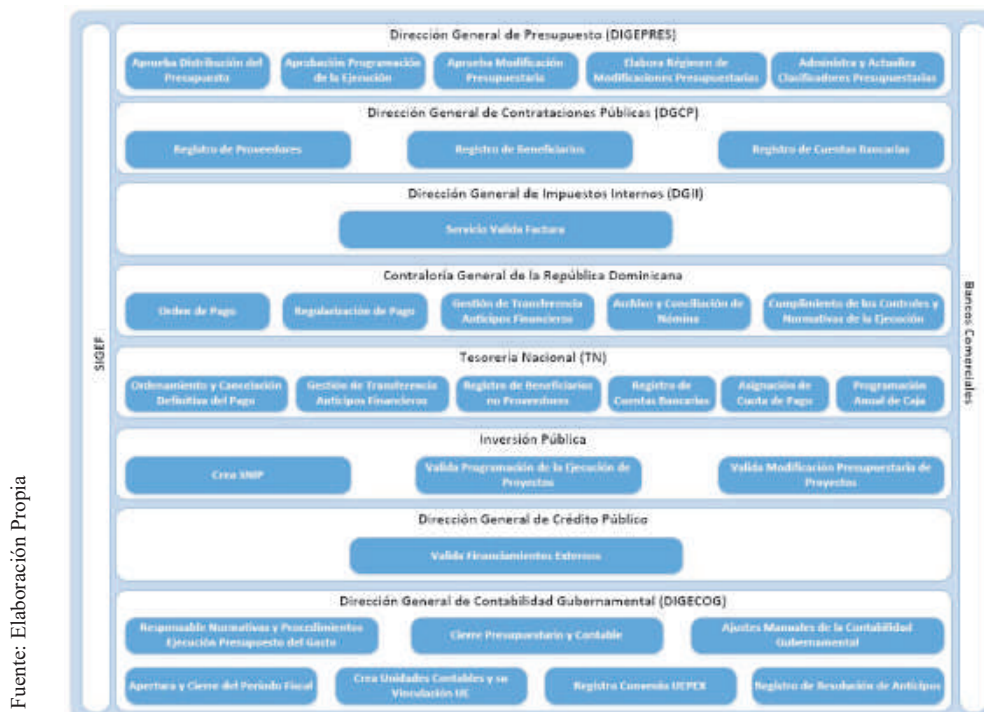 Dirección General de Presupuesto (DIGEPRES)
Aprueba Distribución del
Presupuesto
Aprobación Programación
de la Ejecución
Aprueba Modificación
Presupuestaria
Elabora Régimen de
Modificaciones Presupuestarias
Administra y Actualiza
Clasificadores Presupuestarias
Dirección General de Contrataciones Públicas (DGCP)
Registro de Proveedores
Registro de Beneficiarios
Registro de Cuentas Bancarias
Dirección General de Impuestos Internos (DGII)
Servicio Valida Factura
Contraloría General de la República Dominicana
Orden de Pago
Regularización de Pago
Gestión de Transferencia
Anticipos Financieros
Archivo y Conciliación de
Nómina
Cumplimiento de los Controles y
Normativas de la Ejecución
Tesorería Nacional (TN)
Ordenamiento y Cancelación
Definitiva del Pago
Gestión de Transferencia
Anticipos Financieros
Registro de Beneficiarios
no Proveedores
Registro de
Cuentas Bancarias
Asignación de
Cuota de Pago
Programación
Anual de Caja
Inversión Pública
Crea SNIP
Valida Programación de la Ejecución de
Proyectos
Valida Modificación Presupuestaria de
Proyectos
Dirección General de Crédito Público
Valida Financiamientos Externos
Dirección General de Contabilidad Gubernamental (DIGECOG)
Responsable Normativas y Procedimientos
Ejecución Presupuesto del Gasto
Cierre Presupuestario y Contable
Ajustes Manuales de la Contabilidad
Gubernamental
Apertura y Cierre del Periodo Fiscal
Crea Unidades Contables y su
Vinculación UE
Registra Convenio UEPEX
Registro de Resolución de Anticipos
SIGEF
Bancos Comerciales
Fuente: Elaboración Propia